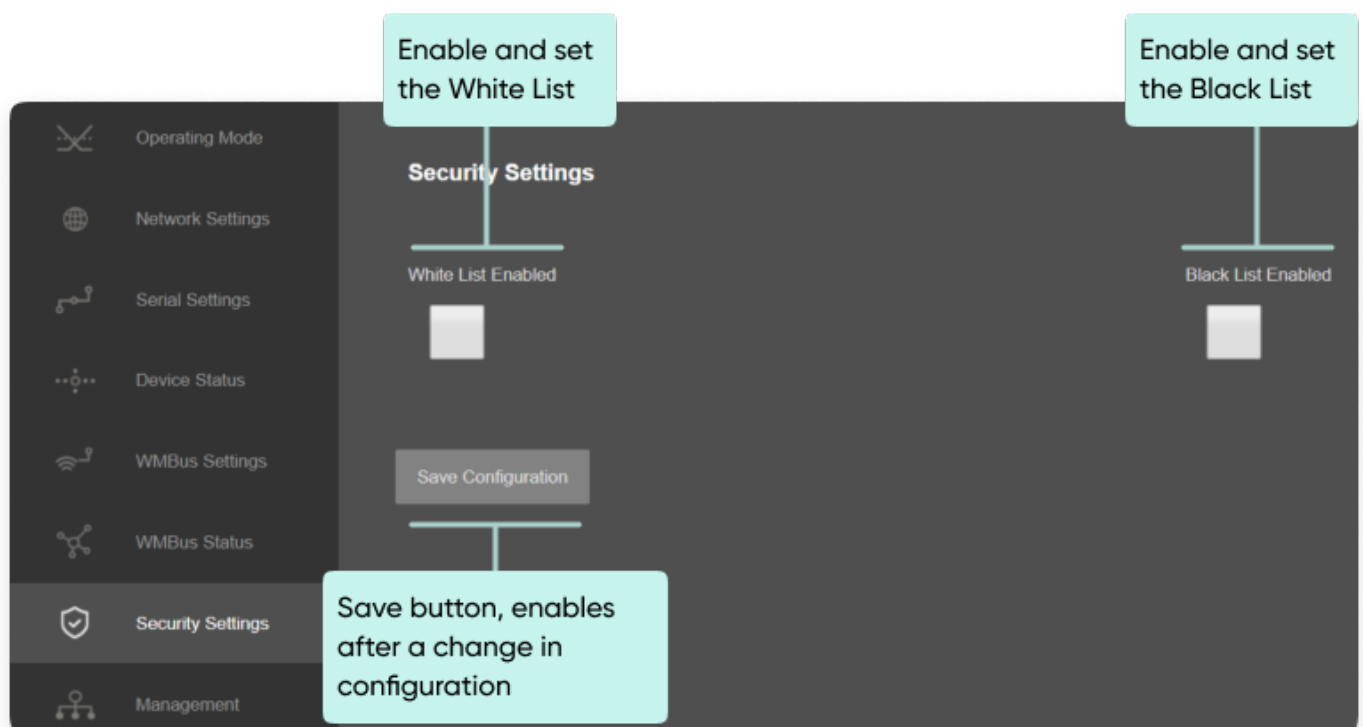 Enable and set
the White List
Enable and set
the Black List
Operating Mode
Network Settings
Serial Settings
Device Status
WMBus Settings
WMBus Status
Security Settings
Management
Security Settings
White List Enabled
Black List Enabled
Save Configuration
Save button, enables
after a change in
configuration